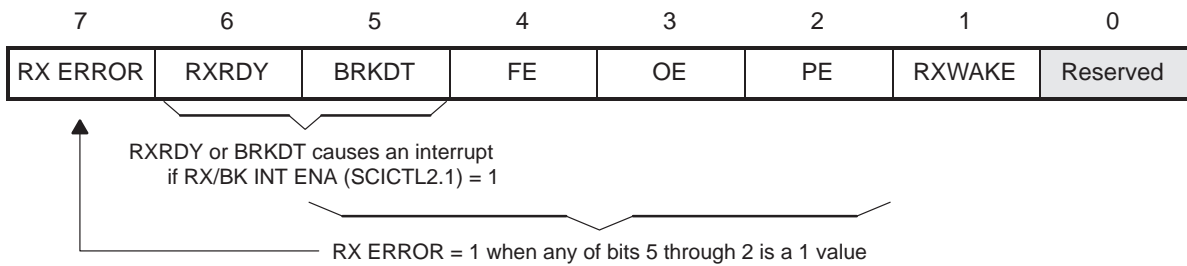 7 6 5 4 3 2 1 0
RX ERROR RXRDY BRKDT FE OE PE RXWAKE Reserved
RXRDY or BRKDT causes an interrupt
if RX/BK INT ENA (SCICTL2.1) = 1
RX ERROR = 1 when any of bits 5 through 2 is a 1 value